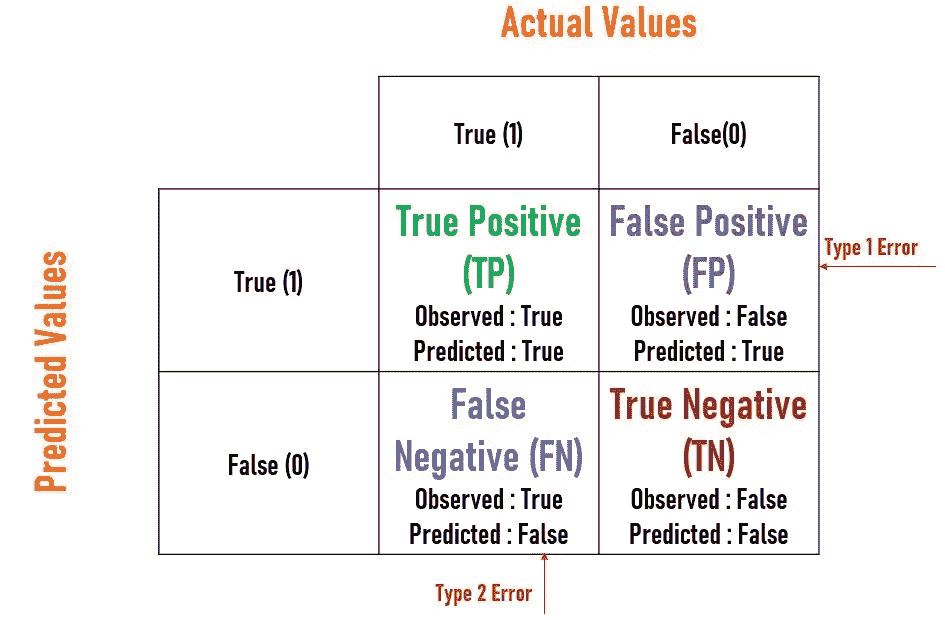 Actual Values
True (1)
False(0)
Predicted Values
True (1)
True Positive
(TP)
Observed : True
Predicted : True
False Positive
(FP)
Observed : False
Predicted : True
Type 1 Error
False (0)
False
Negative (FN)
Observed : True
Predicted : False
True Negative
(TN)
Observed : False
Predicted : False
Type 2 Error